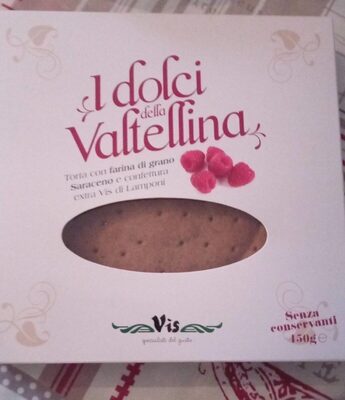 I dolci
della
Valtellina
Torta con farina di grano
Saraceno e confettura
extra Vis di Lamponi
Vis
specialisti del gusto
Senza
conservanti
450g℮